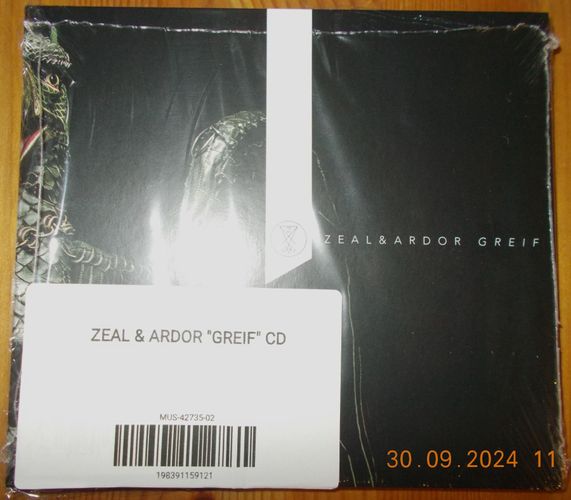 ZEAL & ARDOR GREIF
ZEAL & ARDOR "GREIF" CD
MUS-42735-02
198391159121
30.09.2024 11